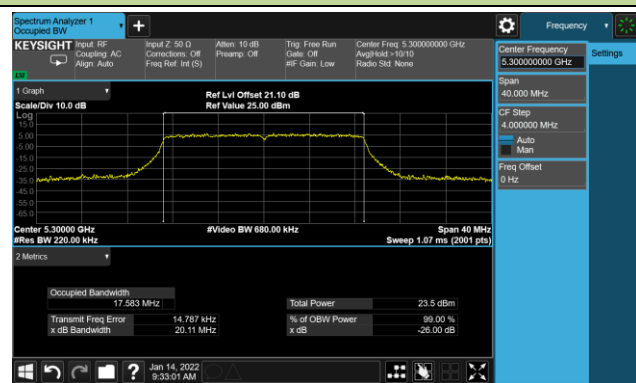 Spectrum Analyzer 1
Occupied BW
+
Frequency
KEYSIGHT
Input: RF
Coupling: AC
Align: Auto
Input Z: 50 Ω
Corrections: Off
Freq Ref: Int (S)
Atten: 10 dB
Preamp: Off
Trig: Free Run
Gate: Off
#IF Gain: Low
Center Freq: 5.300000000 GHz
Avg|Hold:>10/10
Radio Std: None
LW
Center Frequency
5.300000000 GHz
Settings
Span
40.000 MHz
CF Step
4.000000 MHz
Auto
Man
Freq Offset
0 Hz
1 Graph
Scale/Div 10.0 dB
Ref Lvl Offset 21.10 dB
Ref Value 25.00 dBm
Log
15.0
5.00
-5.00
-15.0
-25.0
-35.0
-45.0
-55.0
-65.0
Center 5.30000 GHz
#Res BW 220.00 kHz
#Video BW 680.00 kHz
Span 40 MHz
Sweep 1.07 ms (2001 pts)
2 Metrics
Occupied Bandwidth
17.583 MHz
Total Power 23.5 dBm
Transmit Freq Error 14.787 kHz
% of OBW Power 99.00 %
x dB Bandwidth 20.11 MHz
x dB -26.00 dB
?
Jan 14, 2022
9:33:01 AM